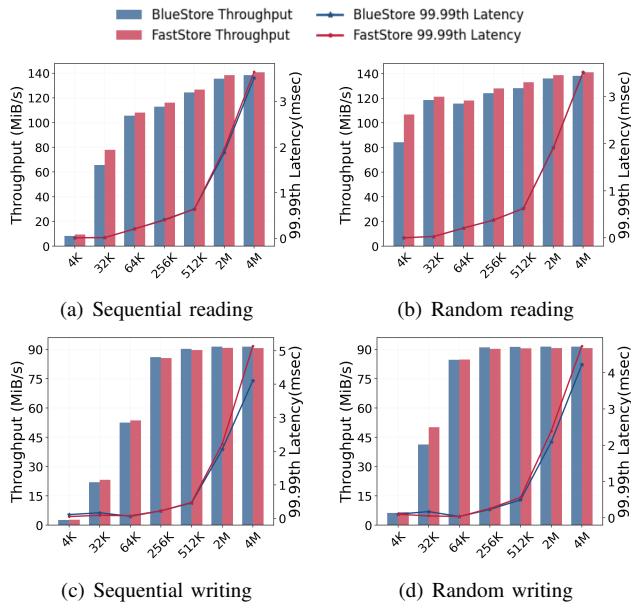 BlueStore Throughput
BlueStore 99.99th Latency
FastStore Throughput
FastStore 99.99th Latency
Throughput (MiB/s)
140
120
100
80
60
40
20
0
4K
32K
64K
256K
512K
2M
4M
3
2
1
0
99.99th Latency(msec)
(a) Sequential reading
Throughput (MiB/s)
140
120
100
80
60
40
20
0
4K
32K
64K
256K
512K
2M
4M
3
2
1
0
99.99th Latency(msec)
(b) Random reading
Throughput (MiB/s)
90
75
60
45
30
15
0
4K
32K
64K
256K
512K
2M
4M
5
4
3
2
1
0
99.99th Latency(msec)
(c) Sequential writing
Throughput (MiB/s)
90
75
60
45
30
15
0
4K
32K
64K
256K
512K
2M
4M
4
3
2
1
0
99.99th Latency(msec)
(d) Random writing